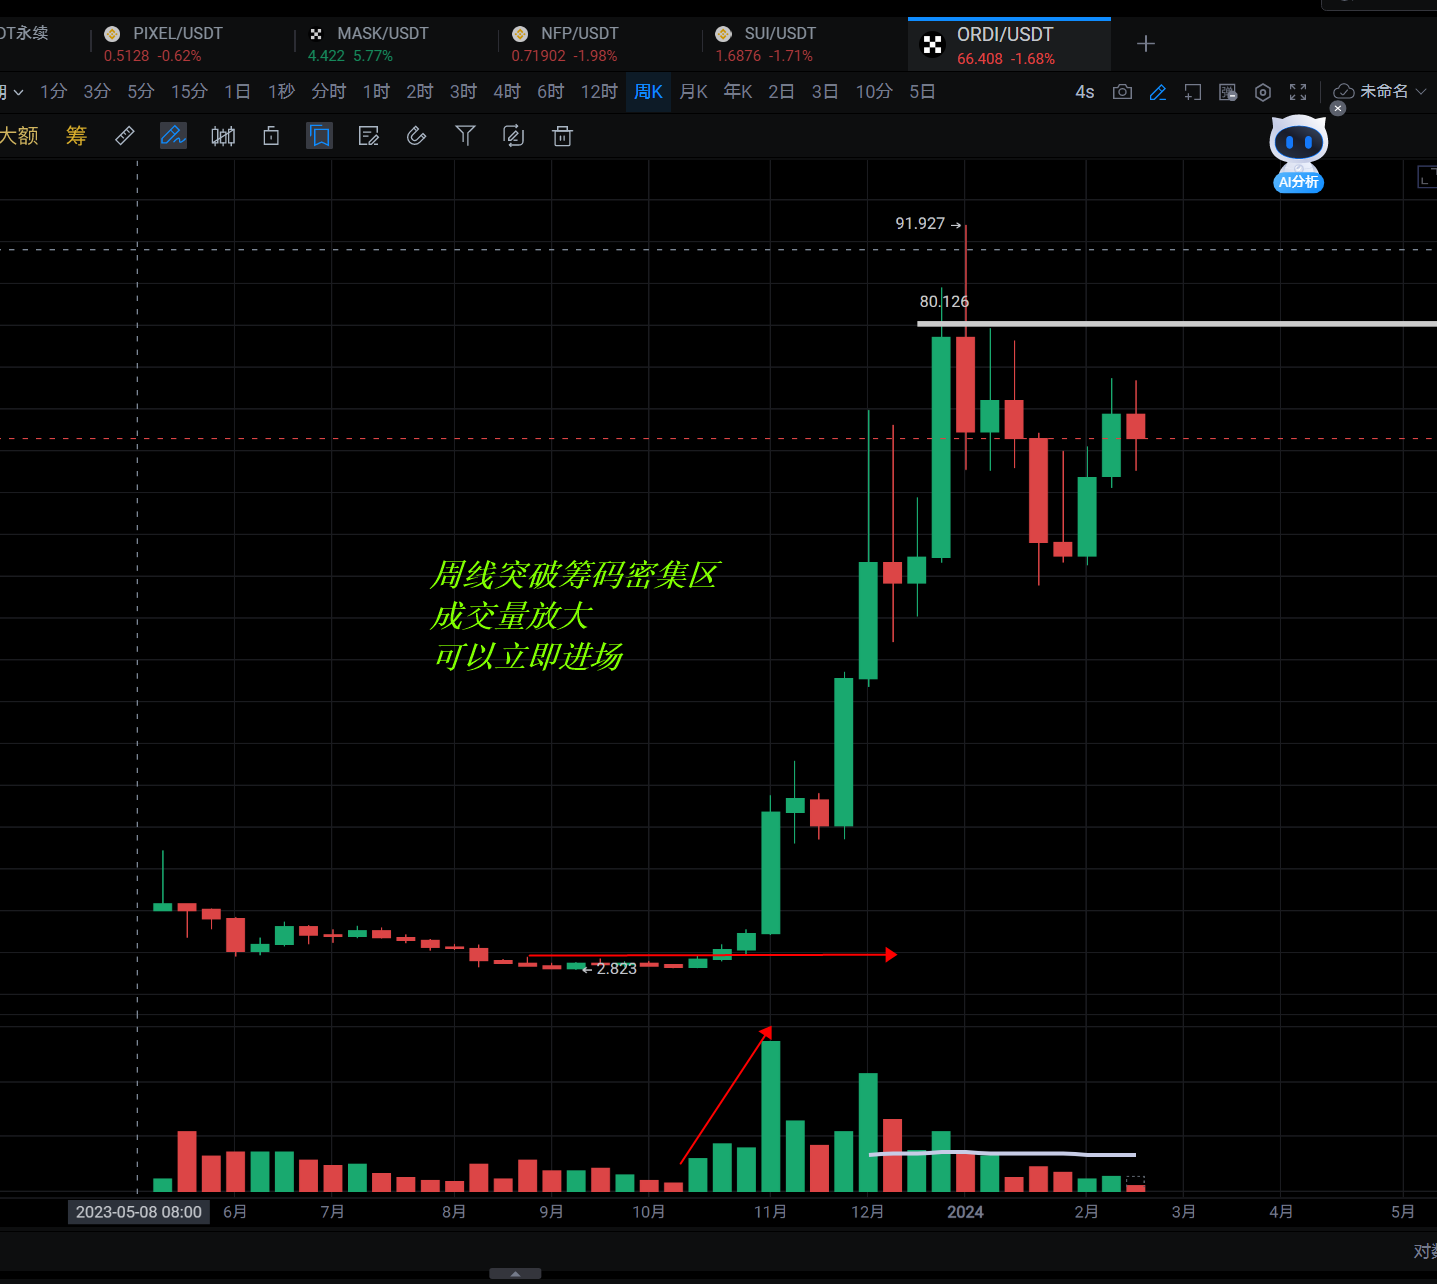 DT永续
PIXEL/USDT
0.5128 -0.62%
MASK/USDT
4.422 5.77%
NFP/USDT
0.71902 -1.98%
SUI/USDT
1.6876 -1.71%
ORDI/USDT
66.408 -1.68%
期 1分 3分 5分 15分 1日 1秒 分时 1时 2时 3时 4时 6时 12时 周K 月K 年K 2日 3日 10分 5日 4s 未命名
大额 筹
AI分析
91.927
80.126
周线突破筹码密集区
成交量放大
可以立即进场
2.823
2023-05-08 08:00 6月 7月 8月 9月 10月 11月 12月 2024 2月 3月 4月 5月
对数